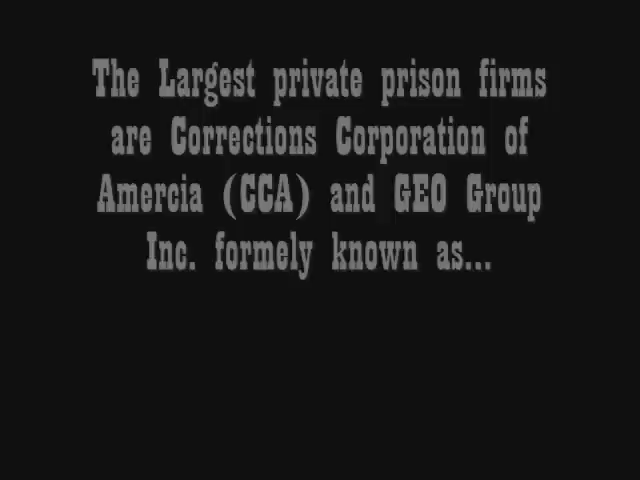 The Largest private prison firms
are Corrections Corporation of
Amercia (CCA) and GEO Group
Inc. formely known as...